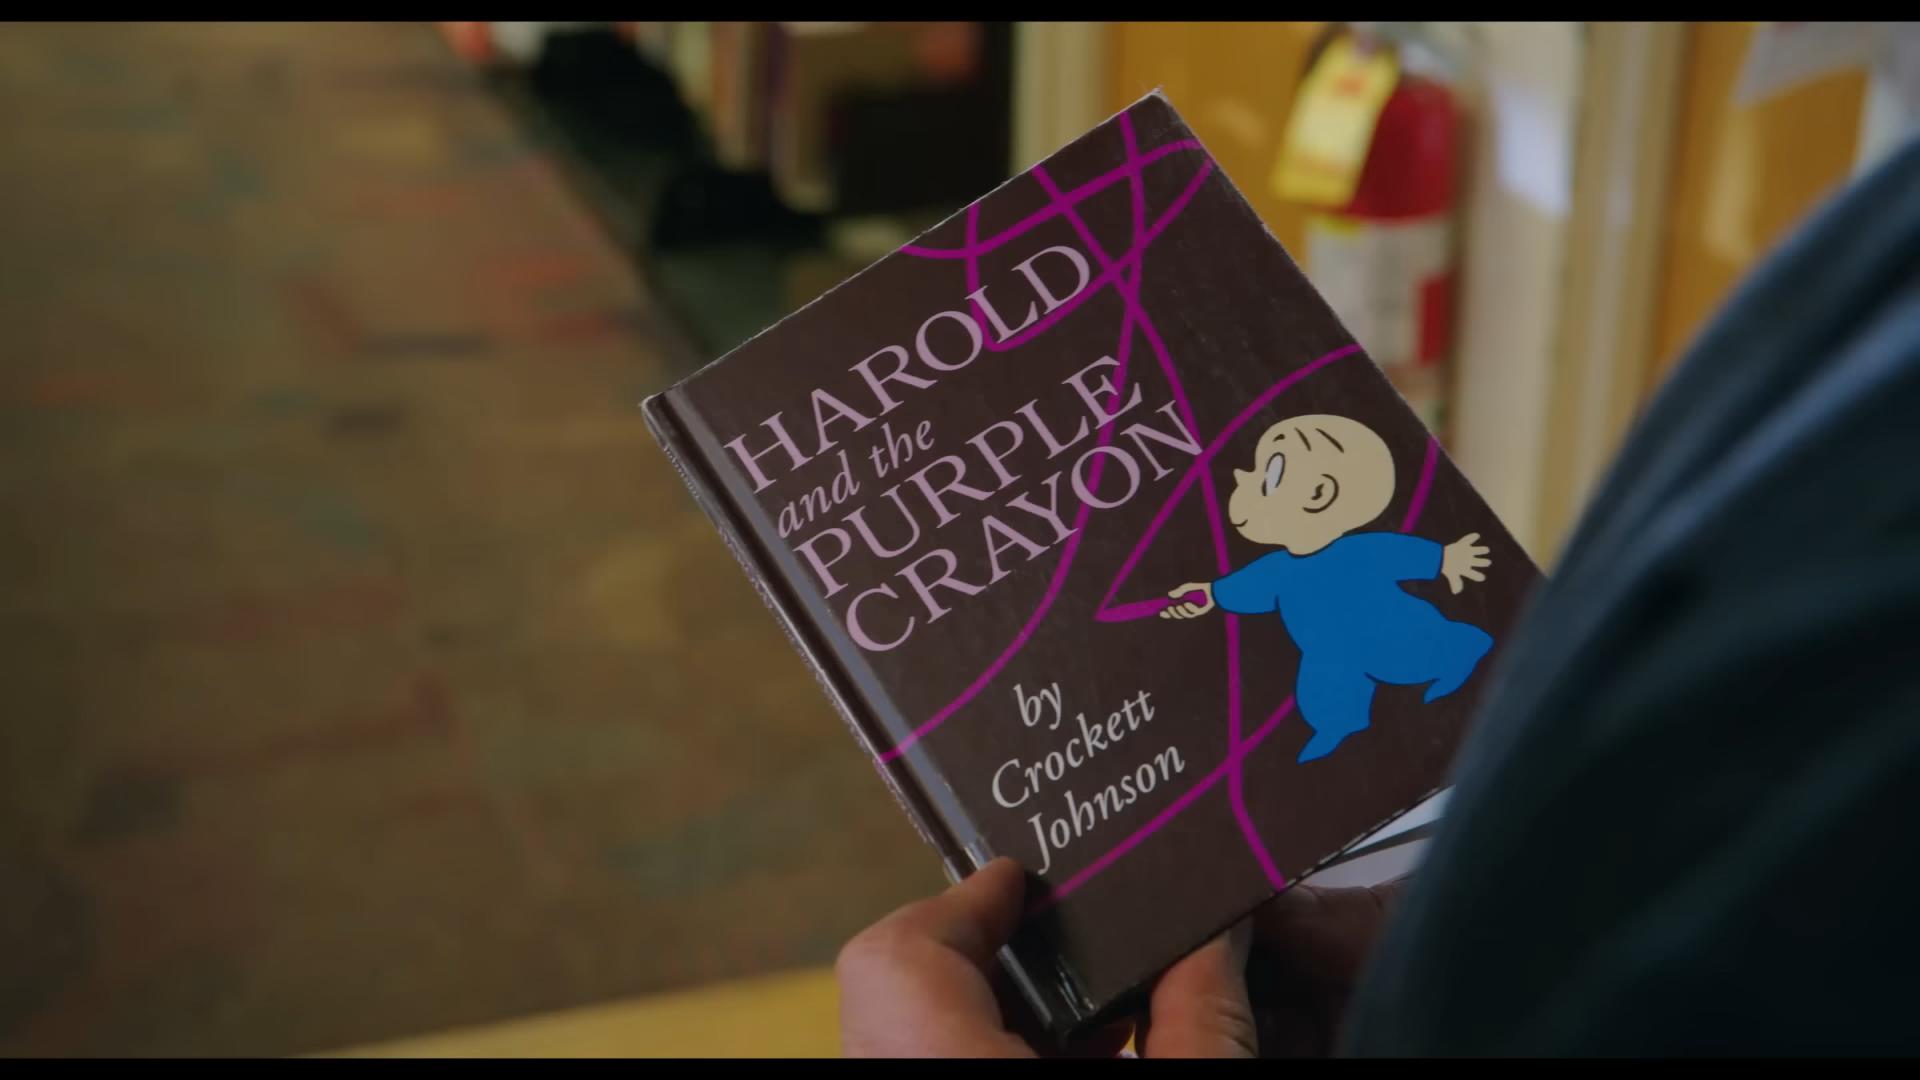 HAROLD
and the
PURPLE
CRAYON
by
Crockett
Johnson